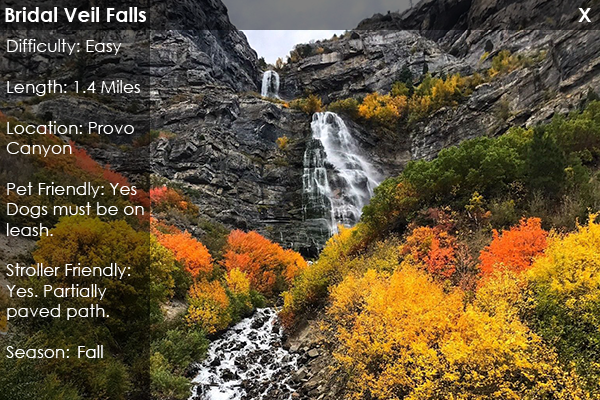 Bridal Veil Falls
X
Difficulty: Easy
Length: 1.4 Miles
Location: Provo
Canyon
Pet Friendly: Yes
Dogs must be on
leash.
Stroller Friendly:
Yes. Partially
paved path.
Season: Fall